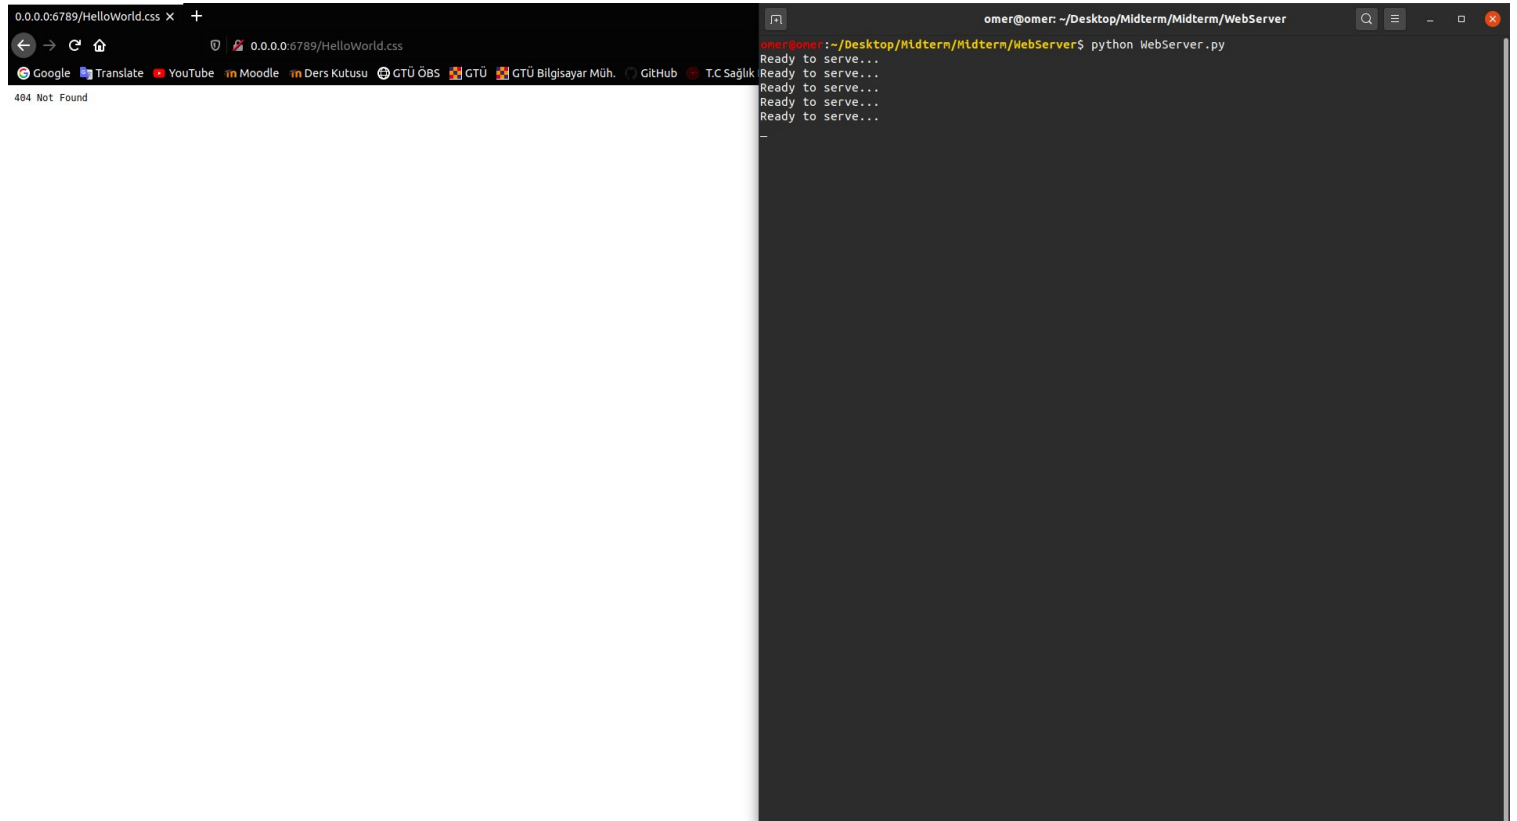 0.0.0.0:6789/HelloWorld.css
0.0.0.0:6789/HelloWorld.css
Google Translate YouTube Moodle Ders Kutusu GTÜ ÖBS GTÜ GTÜ Bilgisayar Müh. GitHub T.C Sağlık
404 Not Found
omer@omer: ~/Desktop/Midterm/Midterm/WebServer
omer@omer:~/Desktop/Midterm/Midterm/WebServer$ python WebServer.py
Ready to serve...
Ready to serve...
Ready to serve...
Ready to serve...
Ready to serve...